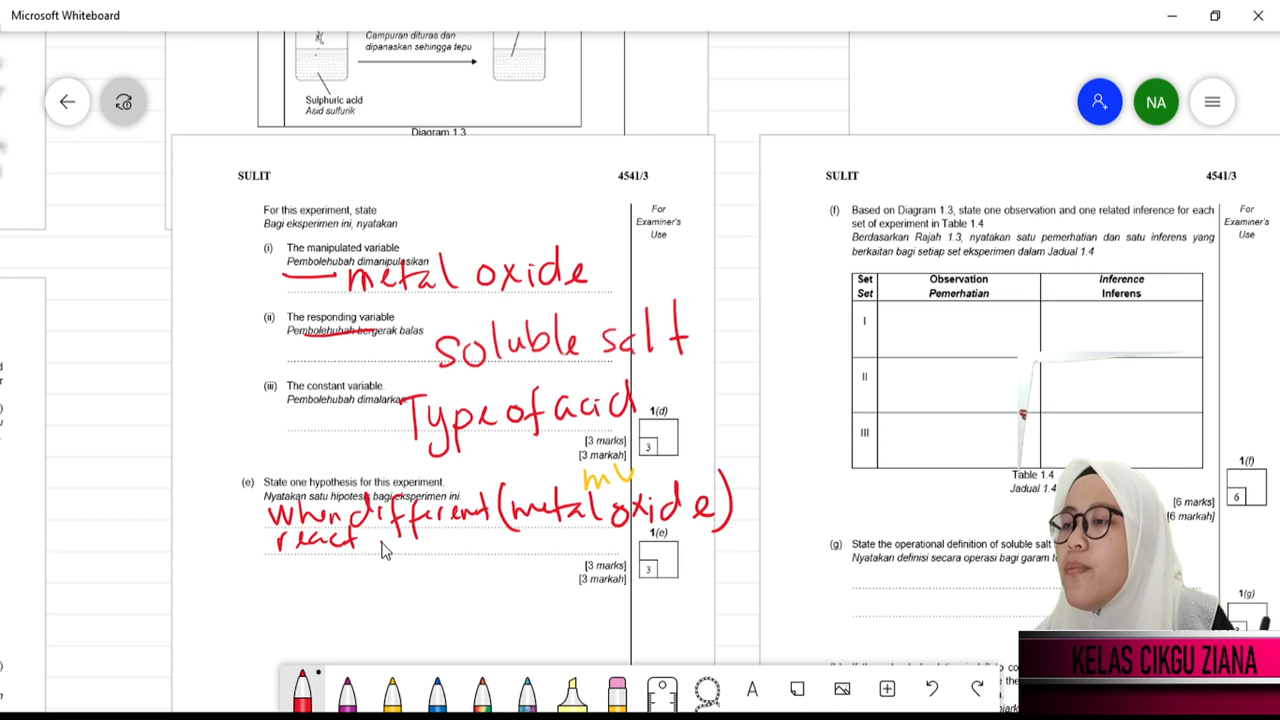 Microsoft Whiteboard
Campuran dituras dan
dipanaskan sehingga tepu
Sulphuric acid
Asid sulfurik
Diagram 1.3
NA
SULIT 4541/3
For
Examiner's
Use
For this experiment, state
Bagi eksperimen ini, nyatakan
(i) The manipulated variable
Pembolehubah dimanipulasikan
metal oxide
(ii) The responding variable
Pembolehubah bergerak balas
Soluble salt
(iii) The constant variable.
Pembolehubah dimalarkan
Type of acid
1(d)
3
[3 marks]
[3 markah]
(e) State one hypothesis for this experiment.
Nyatakan satu hipotesis bagi eksperimen ini.
mv
When different (metal oxide)
react
1(e)
3
[3 marks]
[3 markah]
SULIT 4541/3
For
Examiner's
Use
(f) Based on Diagram 1.3, state one observation and one related inference for each
set of experiment in Table 1.4
Berdasarkan Rajah 1.3, nyatakan satu pemerhatian dan satu inferens yang
berkaitan bagi setiap set eksperimen dalam Jadual 1.4
Set Observation Inference
Set Pemerhatian Inferens
I
II
III
Table 1.4
Jadual 1.4
1(f)
6
[6 marks]
[6 markah]
(g) State the operational definition of soluble salt
Nyatakan definisi secara operasi bagi garam
1(g)
KELAS CIKGU ZIANA